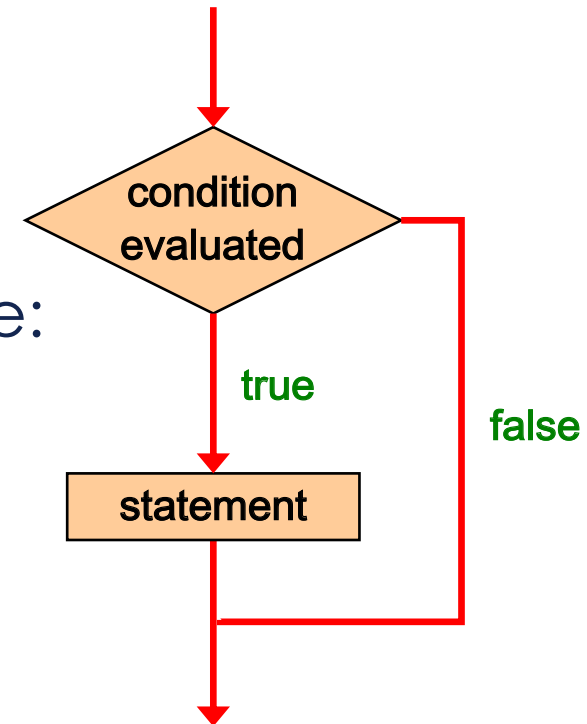 condition
evaluated
e:
true
false
statement